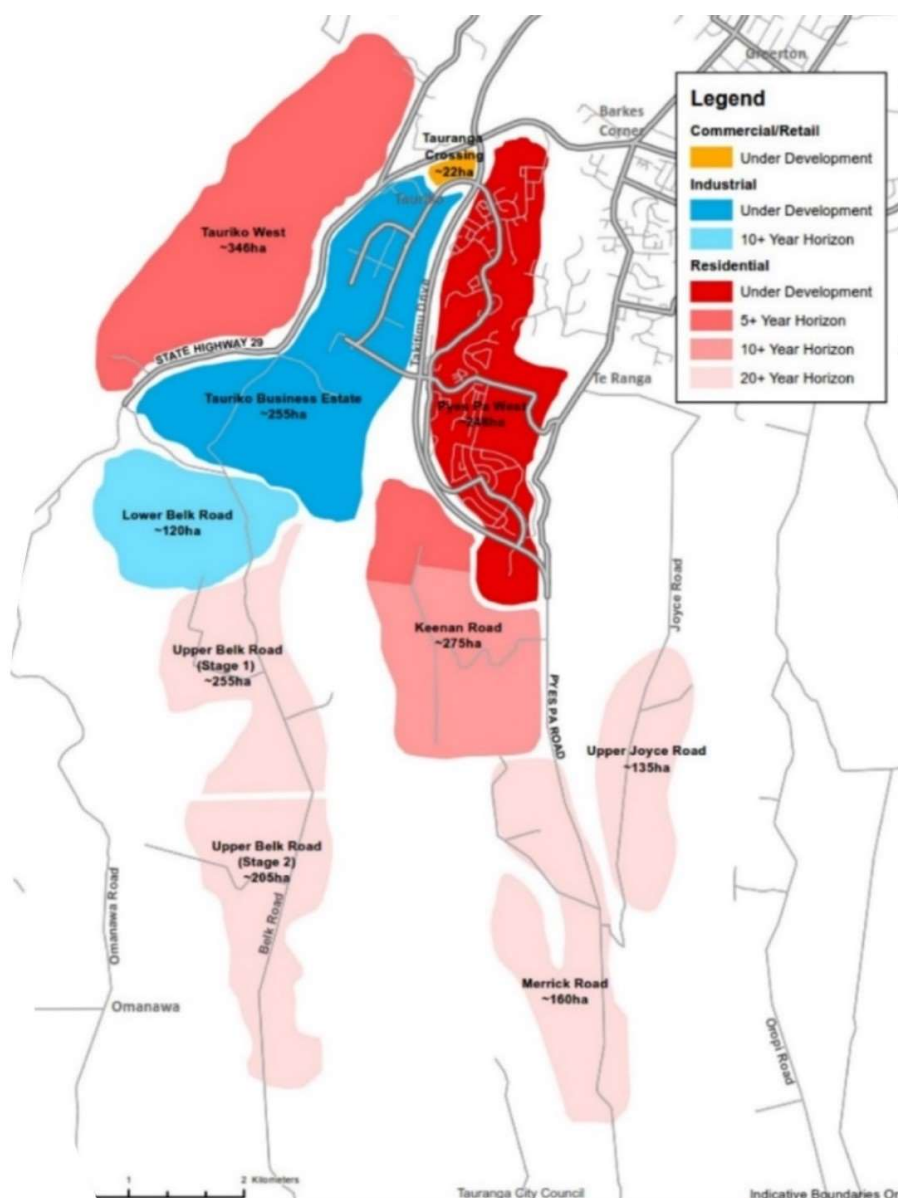 Greerton
Legend
Commercial/Retail
Under Development
Industrial
Under Development
10+ Year Horizon
Residential
Under Development
5+ Year Horizon
10+ Year Horizon
20+ Year Horizon
Barkes
Corner
Tauranga
Crossing
~22ha
Tauriko
Tauriko West
~346ha
STATE HIGHWAY 29
Takitimu Drive
Te Ranga
Tauriko Business Estate
~255ha
Pyes Pa West
Lower Belk Road
~120ha
Keenan Road
~275ha
Joyce Road
Upper Belk Road
(Stage 1)
~255ha
PYES PA ROAD
Upper Joyce Road
~135ha
Upper Belk Road
(Stage 2)
~205ha
Omanawa Road
Belk Road
Merrick Road
~160ha
Omanawa
Oropi Road
1
2 Kilometers
Tauranga City Council
Indicative Boundaries